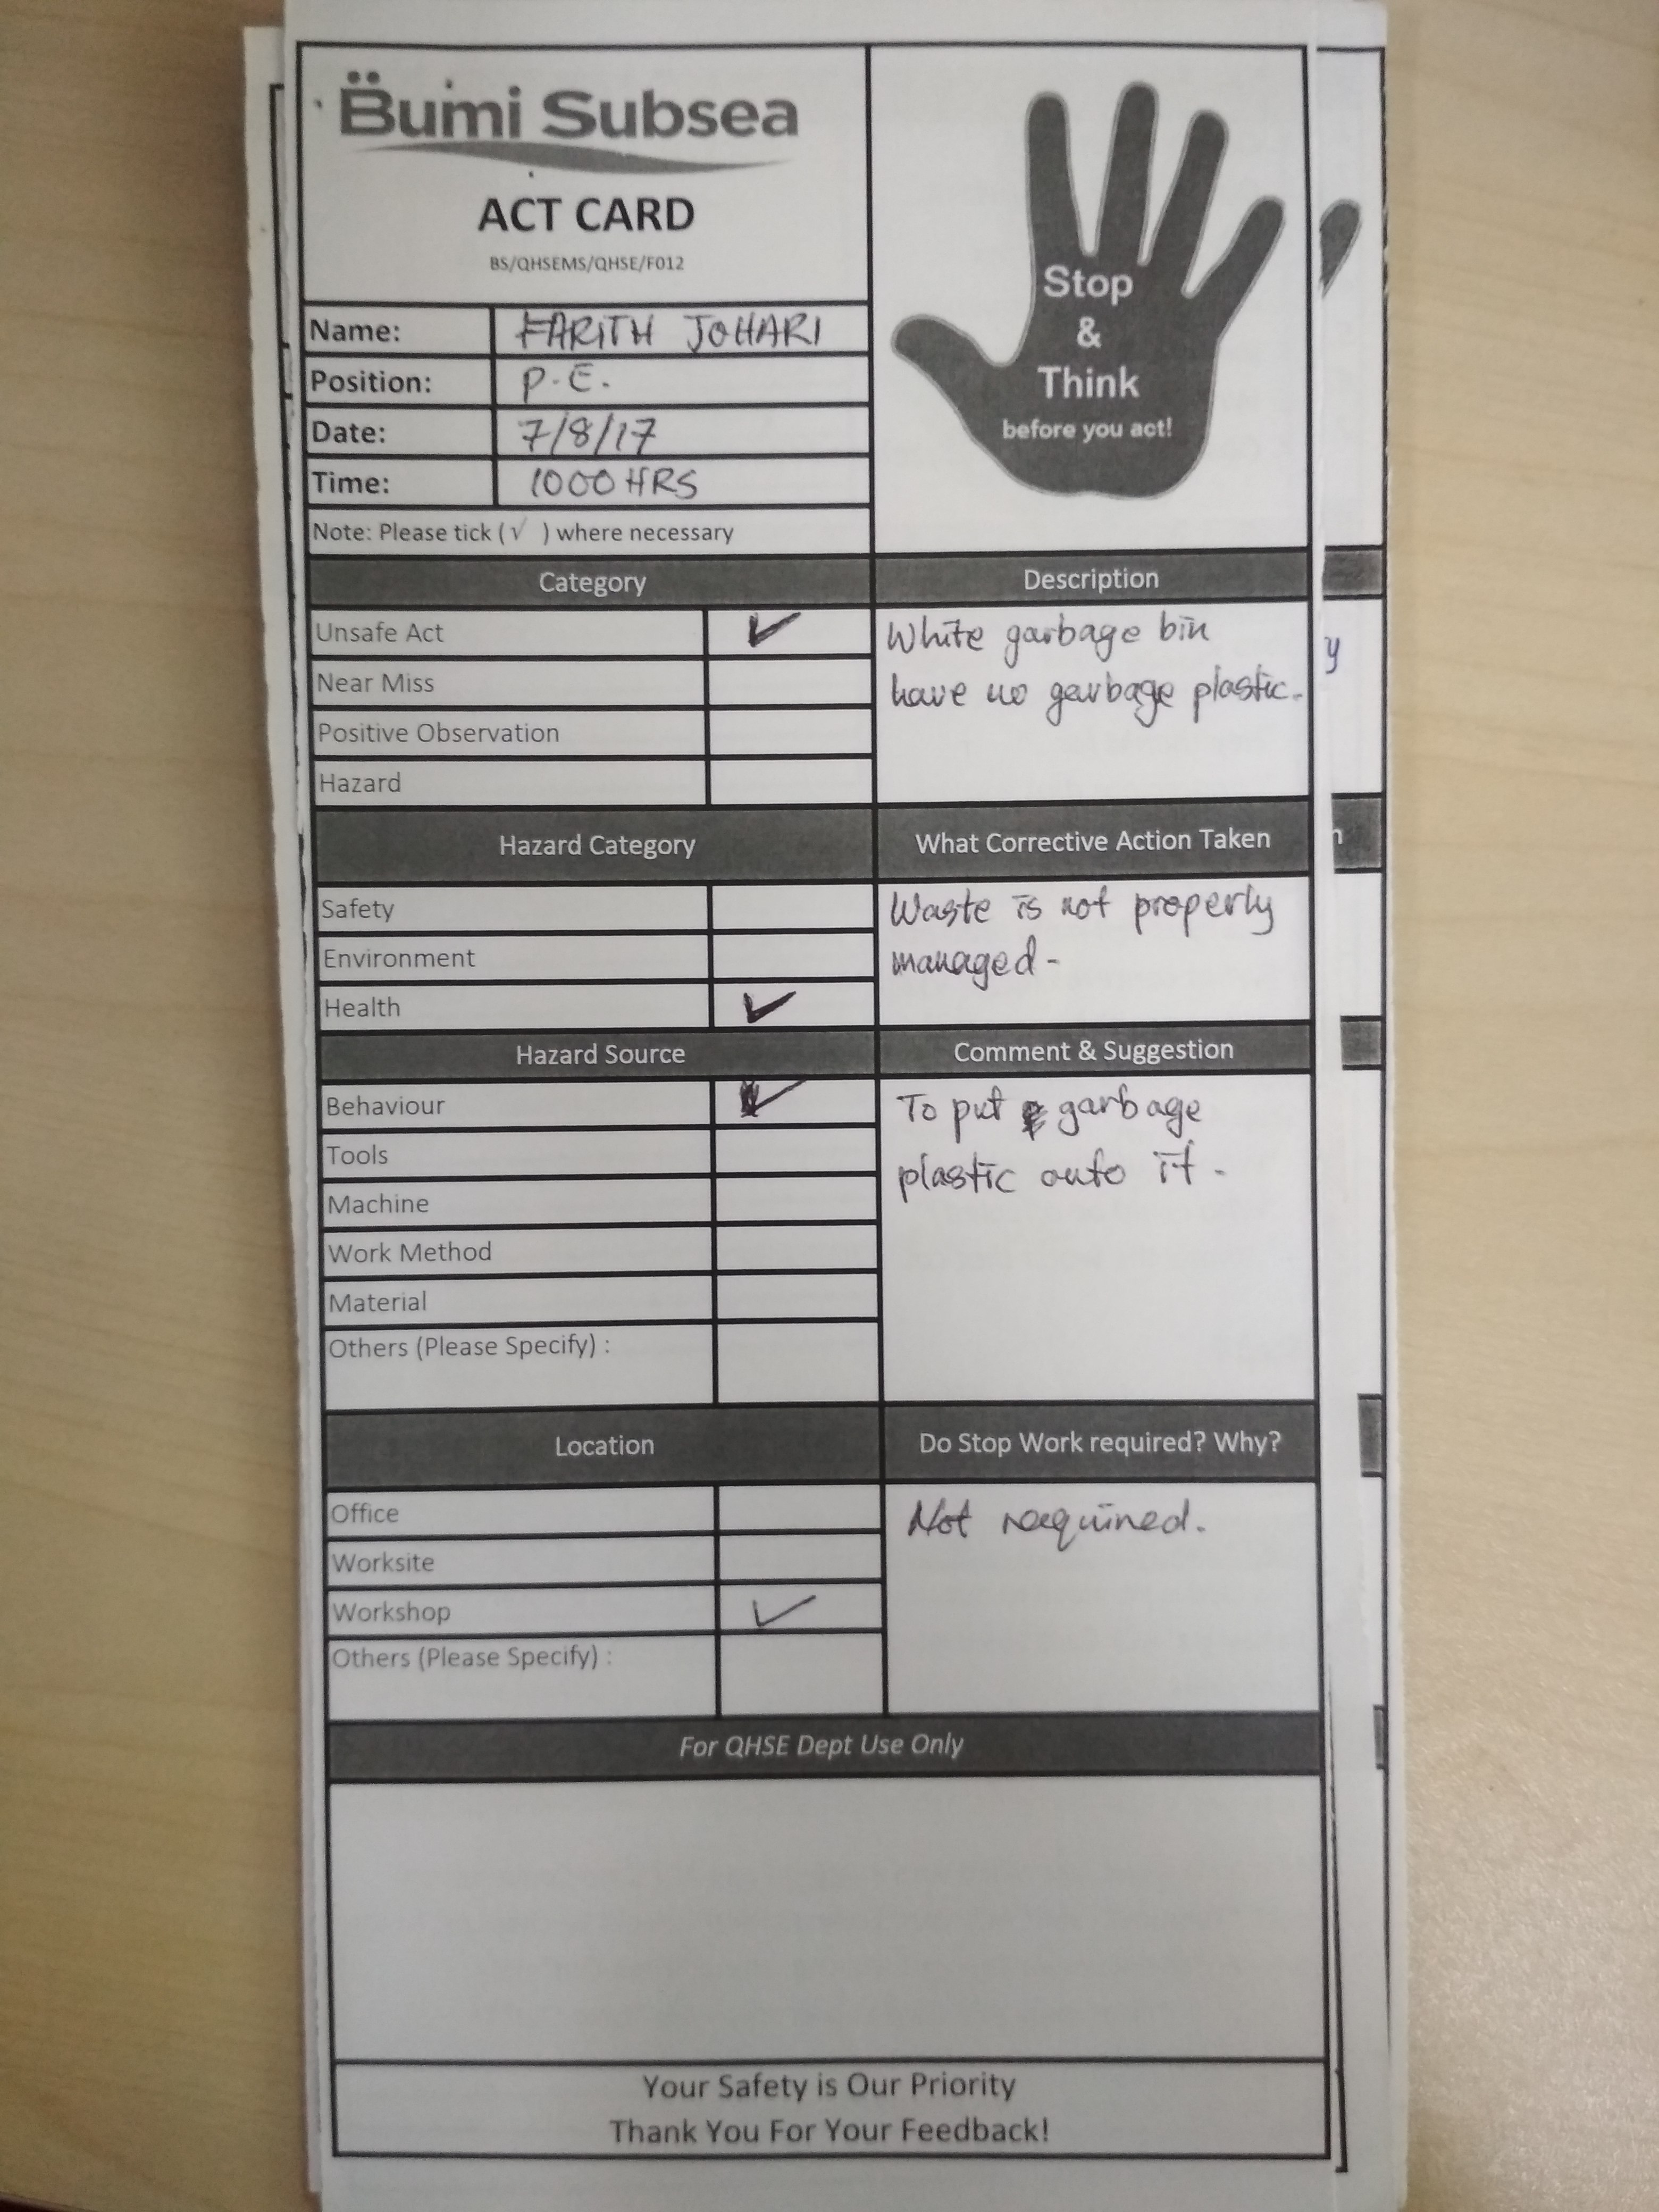 Bumi Subsea
ACT CARD
BS/QHSEMS/QHSE/F012
Stop
&
Think
before you act!
Name: FARITH JOHARI
Position: P.E.
Date: 7/8/17
Time: 1000 HRS
Note: Please tick (√ ) where necessary
Category
Unsafe Act ✓
Near Miss
Positive Observation
Hazard
Description
White garbage bin
have no garbage plastic.
Hazard Category
Safety
Environment
Health ✓
What Corrective Action Taken
Waste is not properly
managed -
Hazard Source
Behaviour ✓
Tools
Machine
Work Method
Material
Others (Please Specify) :
Comment & Suggestion
To put garbage
plastic onto it -
Location
Office
Worksite
Workshop ✓
Others (Please Specify) :
Do Stop Work required? Why?
Not required.
For QHSE Dept Use Only
Your Safety is Our Priority
Thank You For Your Feedback!
y
n